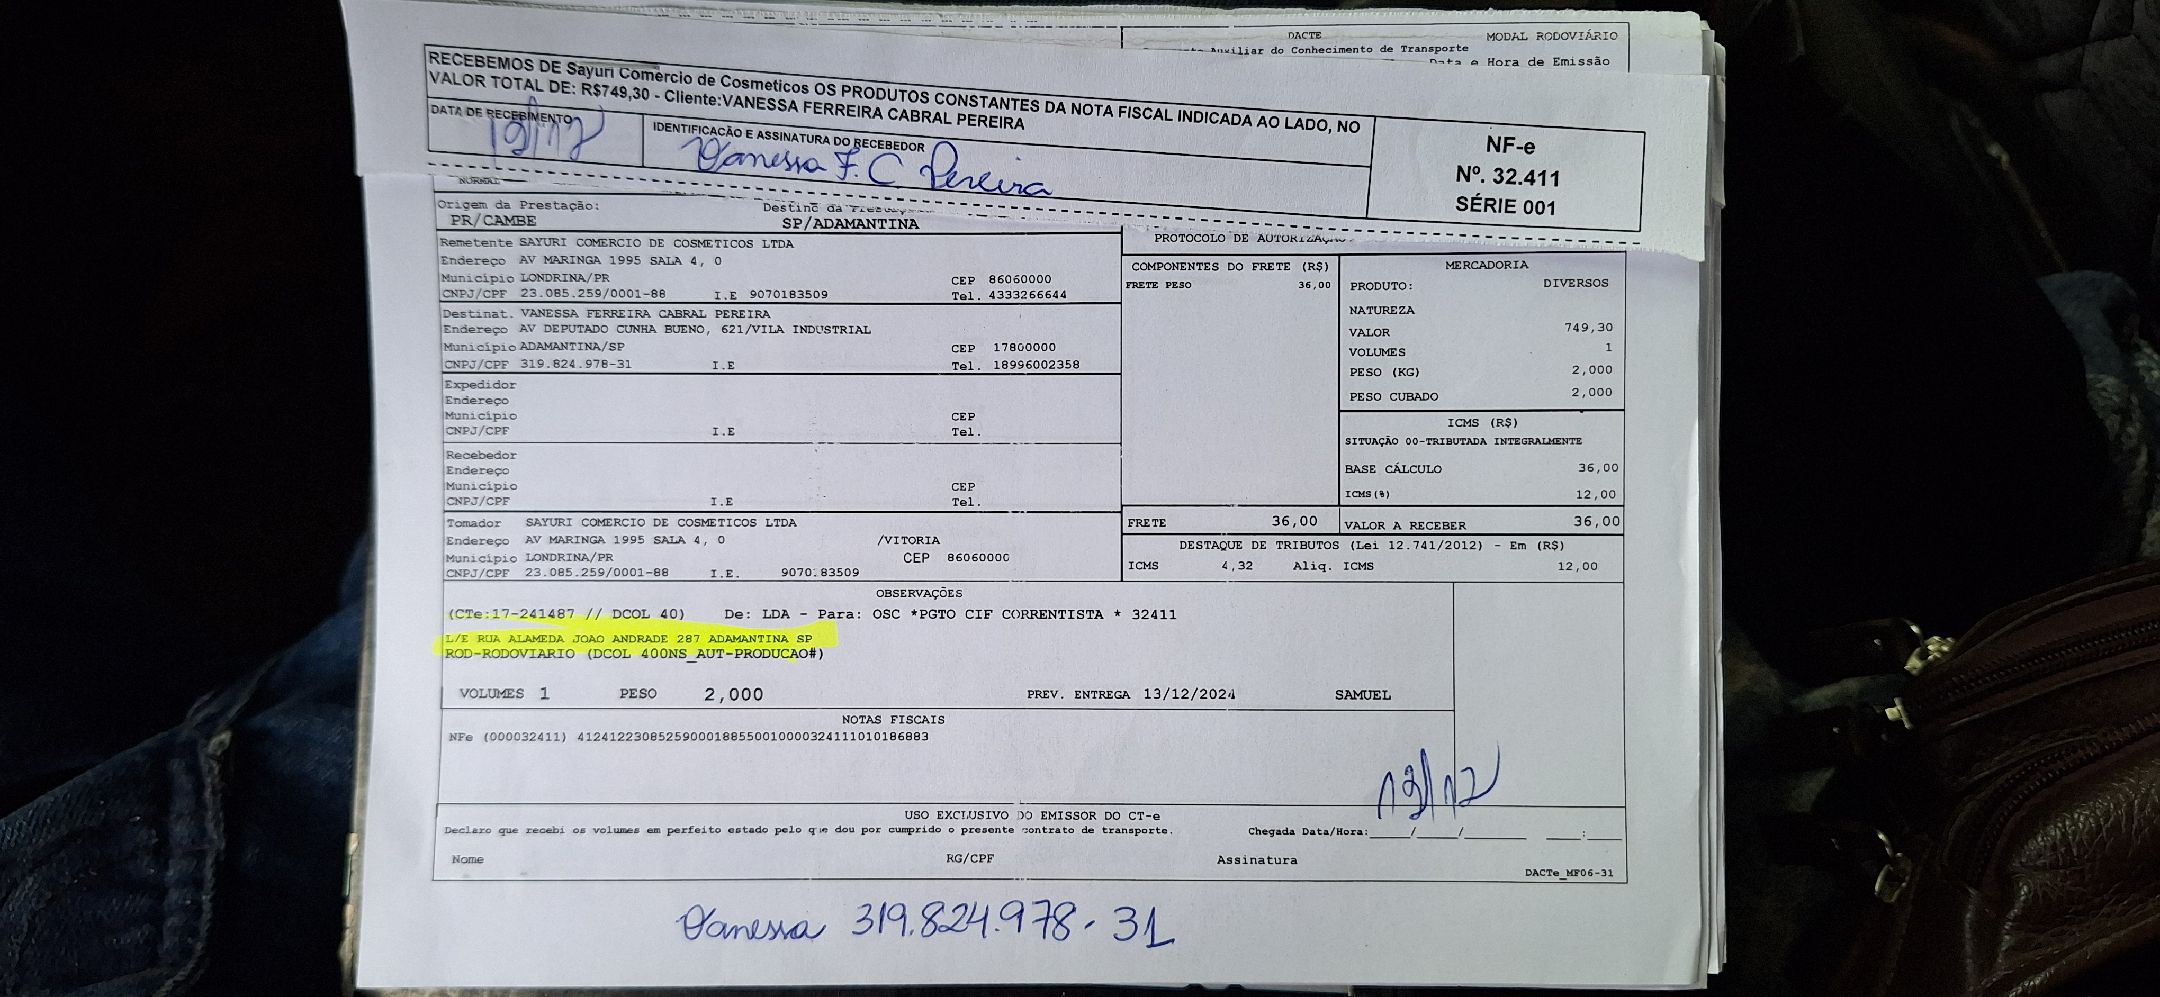 DACTE
MODAL RODOVIÁRIO
Auxiliar do Conhecimento de Transporte
Data e Hora de Emissão
RECEBEMOS DE Sayuri Comercio de Cosmeticos OS PRODUTOS CONSTANTES DA NOTA FISCAL INDICADA AO LADO, NO
VALOR TOTAL DE: R$749,30 - Cliente:VANESSA FERREIRA CABRAL PEREIRA
DATA DE RECEBIMENTO
IDENTIFICAÇÃO E ASSINATURA DO RECEBEDOR
Vanessa F. C Pereira
NF-e
Nº. 32.411
SÉRIE 001
NORMAL
Origem da Prestação:
PR/CAMBE
Destino da
SP/ADAMANTINA
PROTOCOLO DE
Remetente SAYURI COMERCIO DE COSMETICOS LTDA
Endereço AV MARINGA 1995 SALA 4, 0
Município LONDRINA/PR CEP 86060000
CNPJ/CPF 23.085.259/0001-88 I.E 9070183509 Tel. 4333266644
Destinat. VANESSA FERREIRA CABRAL PEREIRA
Endereço AV DEPUTADO CUNHA BUENO, 621/VILA INDUSTRIAL
Município ADAMANTINA/SP CEP 17800000
CNPJ/CPF 319.824.978-31 I.E Tel. 18996002358
Expedidor
Endereço
Município CEP
CNPJ/CPF I.E Tel.
Recebedor
Endereço
Município CEP
CNPJ/CPF I.E Tel.
Tomador SAYURI COMERCIO DE COSMETICOS LTDA
Endereço AV MARINGA 1995 SALA 4, 0 /VITORIA
Município LONDRINA/PR CEP 86060000
CNPJ/CPF 23.085.259/0001-88 I.E. 9070183509
COMPONENTES DO FRETE (R$)
FRETE PESO 36,00
MERCADORIA
PRODUTO: DIVERSOS
NATUREZA
VALOR 749,30
VOLUMES 1
PESO (KG) 2,000
PESO CUBADO 2,000
ICMS (R$)
SITUAÇÃO 00-TRIBUTADA INTEGRALMENTE
BASE CÁLCULO 36,00
ICMS(%) 12,00
FRETE 36,00 VALOR A RECEBER 36,00
DESTAQUE DE TRIBUTOS (Lei 12.741/2012) - Em (R$)
ICMS 4,32 Aliq. ICMS 12,00
OBSERVAÇÕES
(CTe:17-241487 // DCOL 40) De: LDA - Para: OSC *PGTO CIF CORRENTISTA * 32411
L/E RUA ALAMEDA JOAO ANDRADE 287 ADAMANTINA SP
ROD-RODOVIARIO (DCOL 400NS_AUT-PRODUCAO#)
VOLUMES 1 PESO 2,000 PREV. ENTREGA 13/12/2024 SAMUEL
NOTAS FISCAIS
NFe (000032411) 41241223085259000188550010000324111010186883
USO EXCLUSIVO DO EMISSOR DO CT-e
Declaro que recebi os volumes em perfeito estado pelo que dou por cumprido o presente contrato de transporte.
Chegada Data/Hora:_____/_____/_______ ____:____
Nome RG/CPF Assinatura
DACTe_MF06-31
Vanessa 319.824.978-31